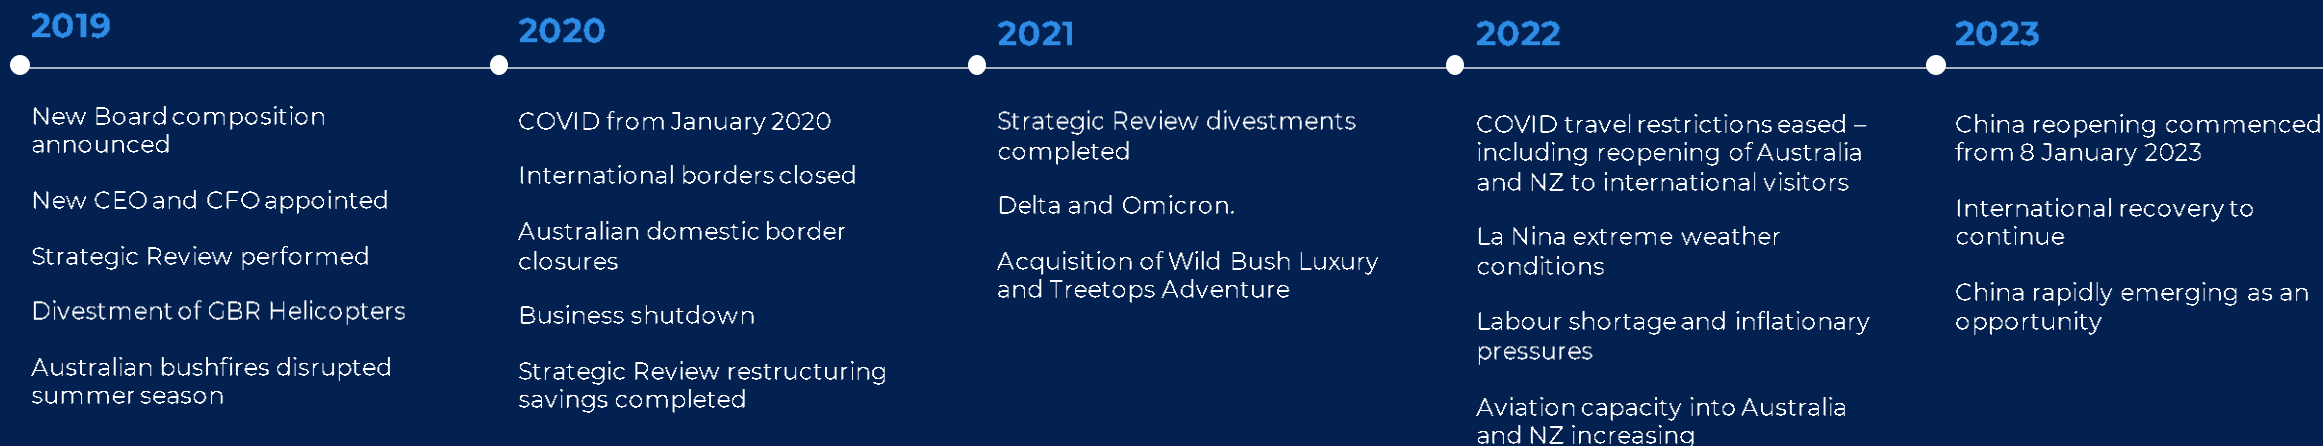 2019
New Board composition
announced
New CEO and CFO appointed
Strategic Review performed
Divestment of GBR Helicopters
Australian bushfires disrupted
summer season
2020
COVID from January 2020
International borders closed
Australian domestic border
closures
Business shutdown
Strategic Review restructuring
savings completed
2021
Strategic Review divestments
completed
Delta and Omicron.
Acquisition of Wild Bush Luxury
and Treetops Adventure
2022
COVID travel restrictions eased –
including reopening of Australia
and NZ to international visitors
La Nina extreme weather
conditions
Labour shortage and inflationary
pressures
Aviation capacity into Australia
and NZ increasing
2023
China reopening commenced
from 8 January 2023
International recovery to
continue
China rapidly emerging as an
opportunity